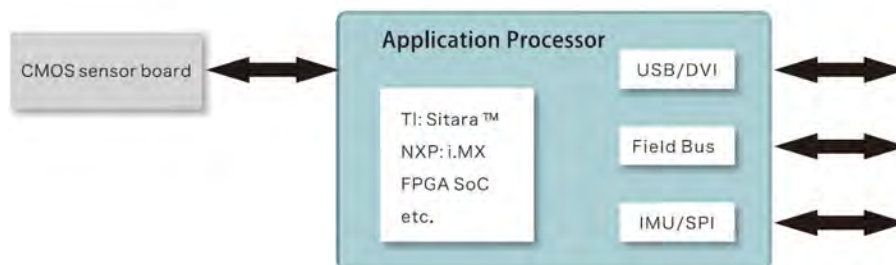 CMOS sensor board
Application Processor
TI: Sitara™
NXP: i.MX
FPGA SoC
etc.
USB/DVI
Field Bus
IMU/SPI